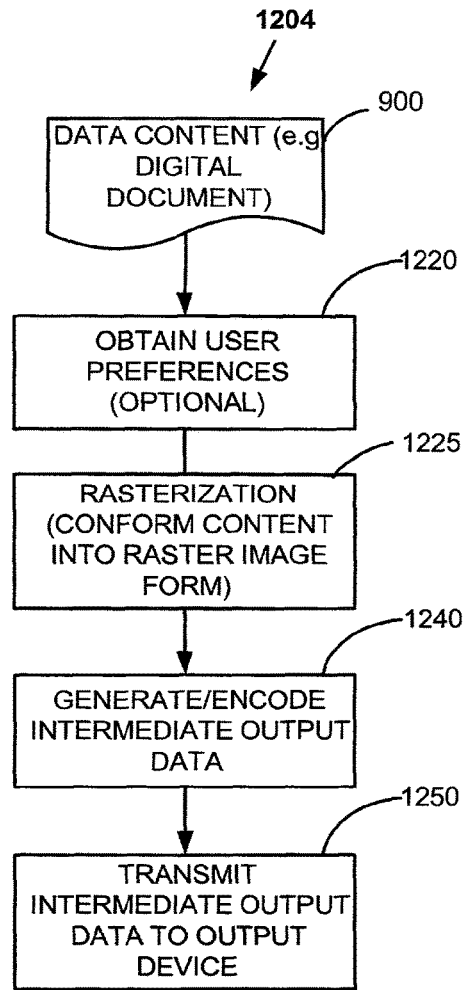 1204
900
DATA CONTENT (e.g
DIGITAL
DOCUMENT)
1220
OBTAIN USER
PREFERENCES
(OPTIONAL)
1225
RASTERIZATION
(CONFORM CONTENT
INTO RASTER IMAGE
FORM)
1240
GENERATE/ENCODE
INTERMEDIATE OUTPUT
DATA
1250
TRANSMIT
INTERMEDIATE OUTPUT
DATA TO OUTPUT
DEVICE